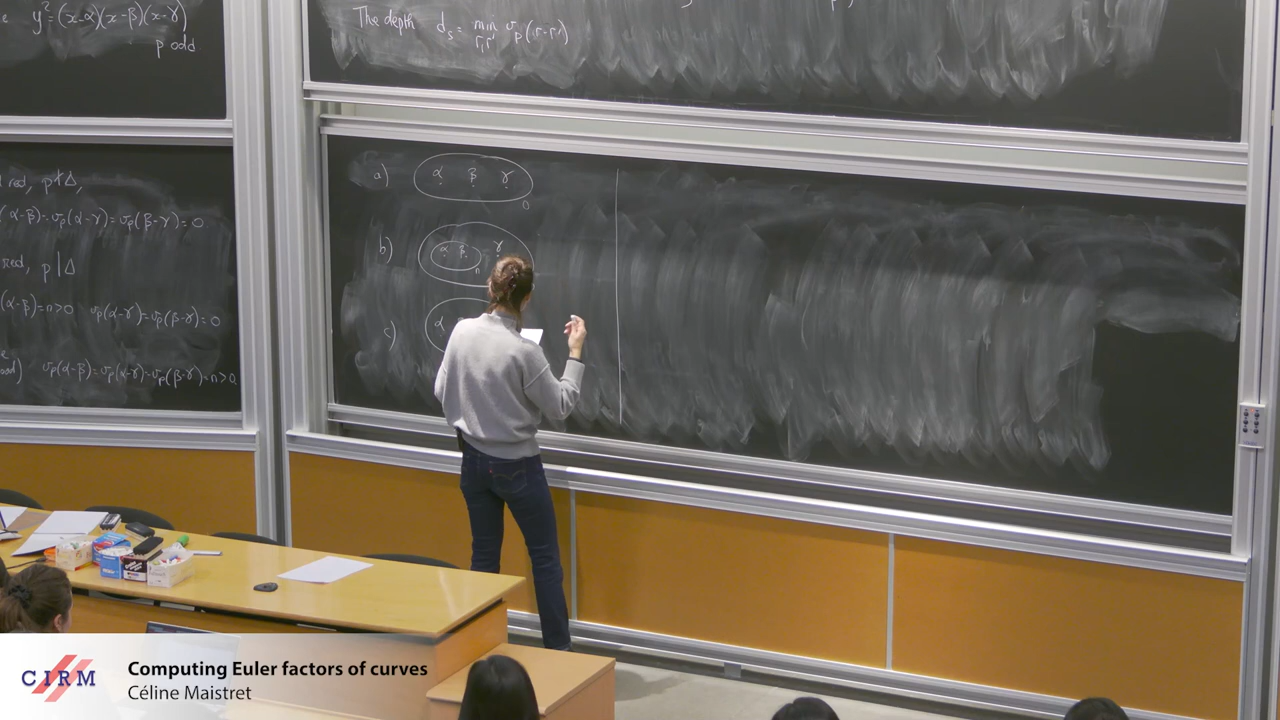 y²=(x-α)(x-β)(x-γ)
p odd
red, p∤Δ,
(α-β)=v_p(α-γ)=v_p(β-γ)=0
red, p|Δ
(α-β)=n>0 v_p(α-γ)=v_p(β-γ)=0
v_p(α-β)=v_p(α-γ)=v_p(β-γ)=n>0
The depth d_s = min v_p(r-r')
r,r'
a) α β γ
0
b) α β γ
n
c) α
CIRM
Computing Euler factors of curves
Céline Maistret